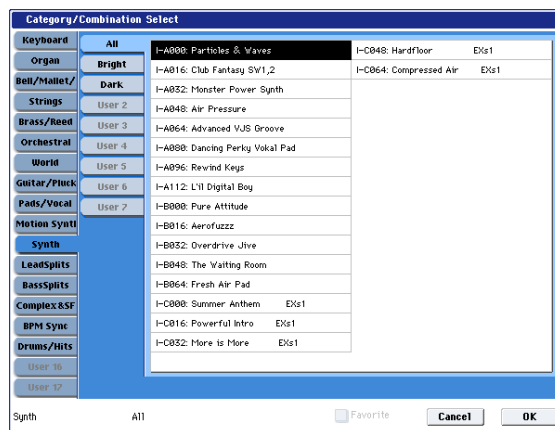 Category/Combination Select
Keyboard
Organ
Bell/Mallet/
Strings
Brass/Reed
Orchestral
World
Guitar/Pluck
Pads/Vocal
Motion Synth
Synth
LeadSplits
BassSplits
Complex&SF
BPM Sync
Drums/Hits
User 16
User 17
All
Bright
Dark
User 2
User 3
User 4
User 5
User 6
User 7
I-A000: Particles & Waves
I-A016: Club Fantasy SW1,2
I-A032: Monster Power Synth
I-A048: Air Pressure
I-A064: Advanced VJS Groove
I-A080: Dancing Perky Vokal Pad
I-A096: Rewind Keys
I-A112: L'il Digital Boy
I-B000: Pure Attitude
I-B016: Aerofuzzz
I-B032: Overdrive Jive
I-B048: The Waiting Room
I-B064: Fresh Air Pad
I-C000: Summer Anthem EXs1
I-C016: Powerful Intro EXs1
I-C032: More is More EXs1
I-C048: Hardfloor EXs1
I-C064: Compressed Air EXs1
Synth All Favorite Cancel OK